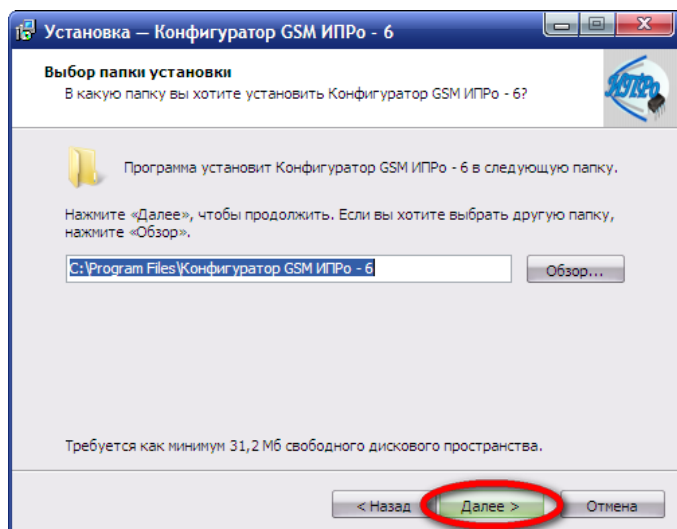 Установка — Конфигуратор GSM ИПРо - 6
Выбор папки установки
В какую папку вы хотите установить Конфигуратор GSM ИПРо - 6?
ИПРо
Программа установит Конфигуратор GSM ИПРо - 6 в следующую папку.
Нажмите «Далее», чтобы продолжить. Если вы хотите выбрать другую папку,
нажмите «Обзор».
C:\Program Files\Конфигуратор GSM ИПРо - 6
Обзор...
Требуется как минимум 31,2 Мб свободного дискового пространства.
< Назад
Далее >
Отмена